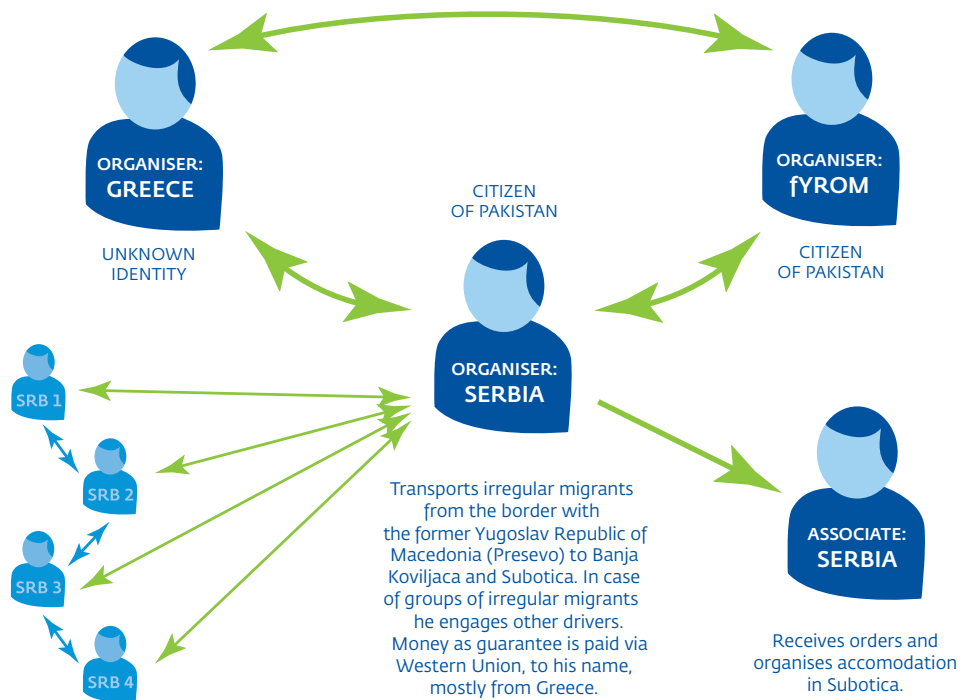 ORGANISER:
GREECE
UNKNOWN
IDENTITY
ORGANISER:
fYROM
CITIZEN
OF PAKISTAN
CITIZEN
OF PAKISTAN
ORGANISER:
SERBIA
SRB 1
SRB 2
SRB 3
SRB 4
Transports irregular migrants
from the border with
the former Yugoslav Republic of
Macedonia (Presevo) to Banja
Koviljaca and Subotica. In case
of groups of irregular migrants
he engages other drivers.
Money as guarantee is paid via
Western Union, to his name,
mostly from Greece.
ASSOCIATE:
SERBIA
Receives orders and
organises accomodation
in Subotica.